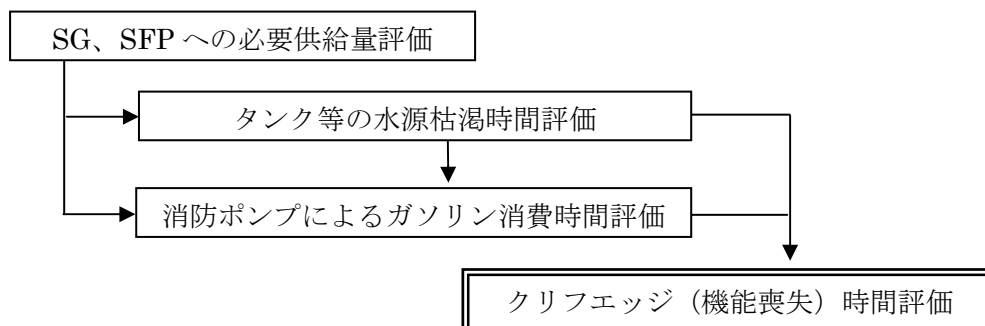 SG、SFP への必要供給量評価
タンク等の水源枯渇時間評価
消防ポンプによるガソリン消費時間評価
クリフエッジ（機能喪失）時間評価